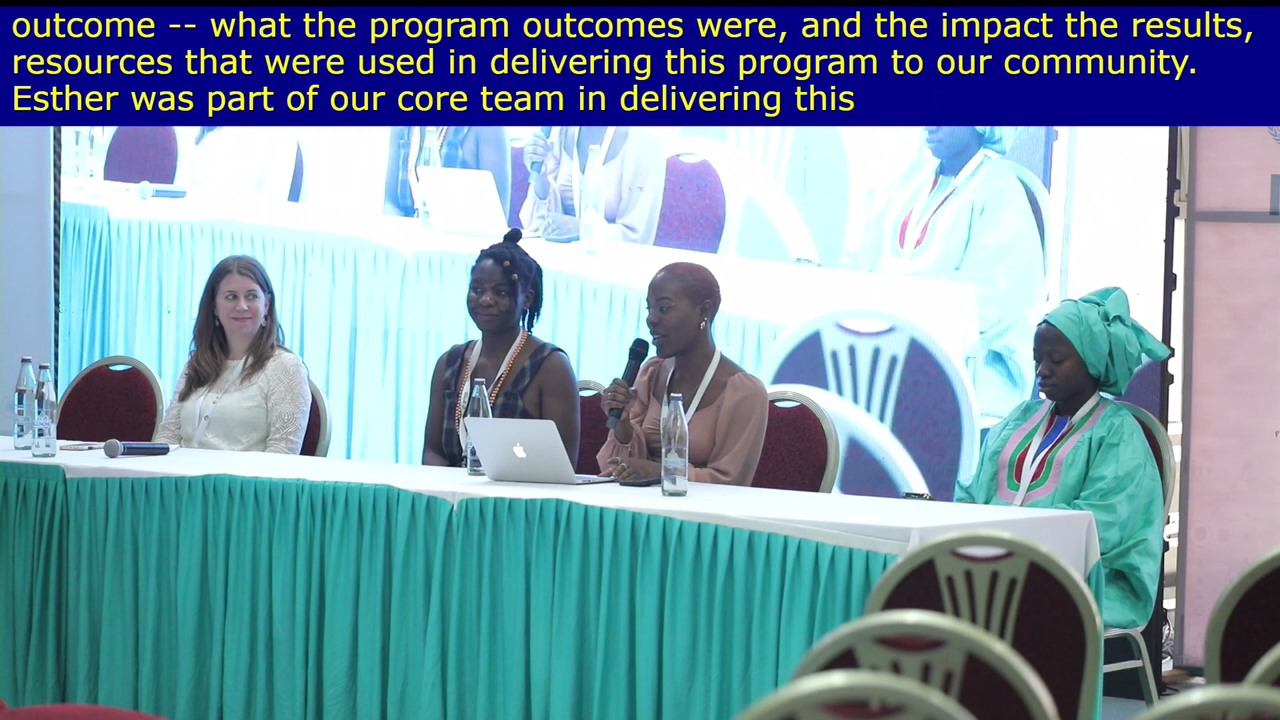 outcome -- what the program outcomes were, and the impact the results,
resources that were used in delivering this program to our community.
Esther was part of our core team in delivering this